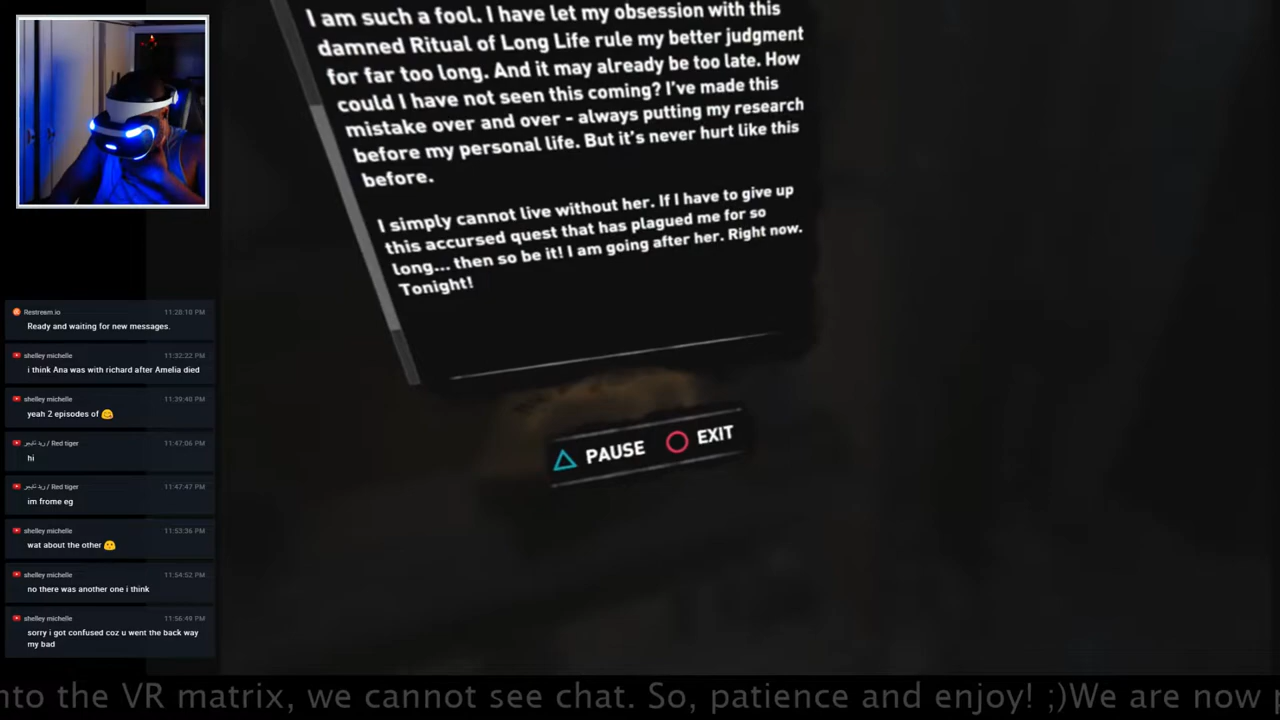 I am such a fool. I have let my obsession with this
damned Ritual of Long Life rule my better judgment
for far too long. And it may already be too late. How
could I have not seen this coming? I've made this
mistake over and over - always putting my research
before my personal life. But it's never hurt like this
before.
I simply cannot live without her. If I have to give up
this accursed quest that has plagued me for so
long... then so be it! I am going after her. Right now.
Tonight!
PAUSE EXIT
Restream.io 11:28:10 PM
Ready and waiting for new messages.
shelley michelle 11:32:22 PM
i think Ana was with richard after Amelia died
shelley michelle 11:39:40 PM
yeah 2 episodes of 🤗
/ Red tiger 11:47:06 PM
hi
/ Red tiger 11:47:47 PM
im frome eg
shelley michelle 11:53:36 PM
wat about the other 🤔
shelley michelle 11:54:52 PM
no there was another one i think
shelley michelle 11:56:49 PM
sorry i got confused coz u went the back way
my bad
nto the VR matrix, we cannot see chat. So, patience and enjoy! ;)We are now